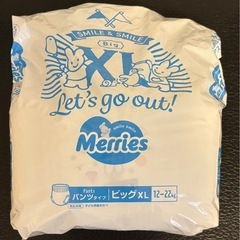 SMILE & SMILE
BIG
XL
Let's go out!
Merries
Pants
パンツタイプ
ビッグXL
12-22kg